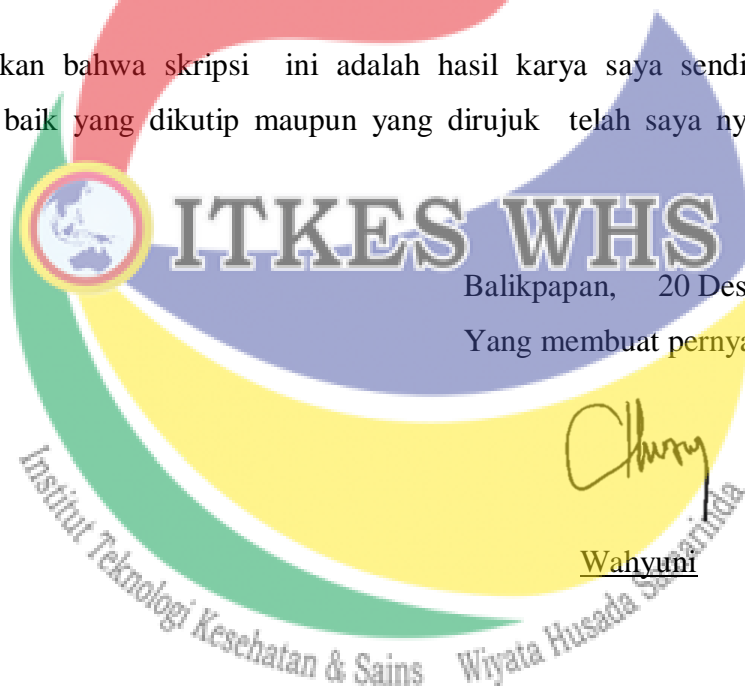 kan bahwa skripsi ini adalah hasil karya saya sendi
baik yang dikutip maupun yang dirujuk telah saya ny
ITKES WHS
Balikpapan, 20 Des
Yang membuat pernya
Wahyuni
Institut Teknologi Kesehatan & Sains Wiyata Husada Samarinda